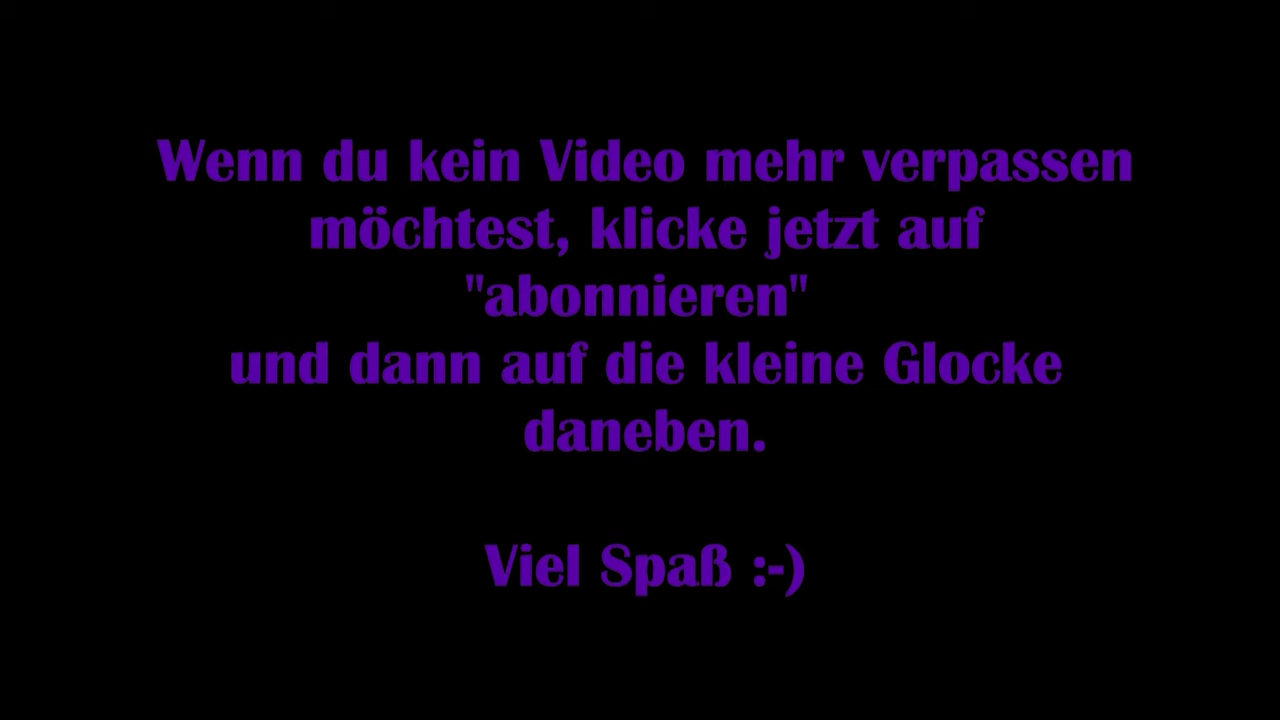 Wenn du kein Video mehr verpassen
möchtest, klicke jetzt auf
"abonnieren"
und dann auf die kleine Glocke
daneben.
Viel Spaß :-)